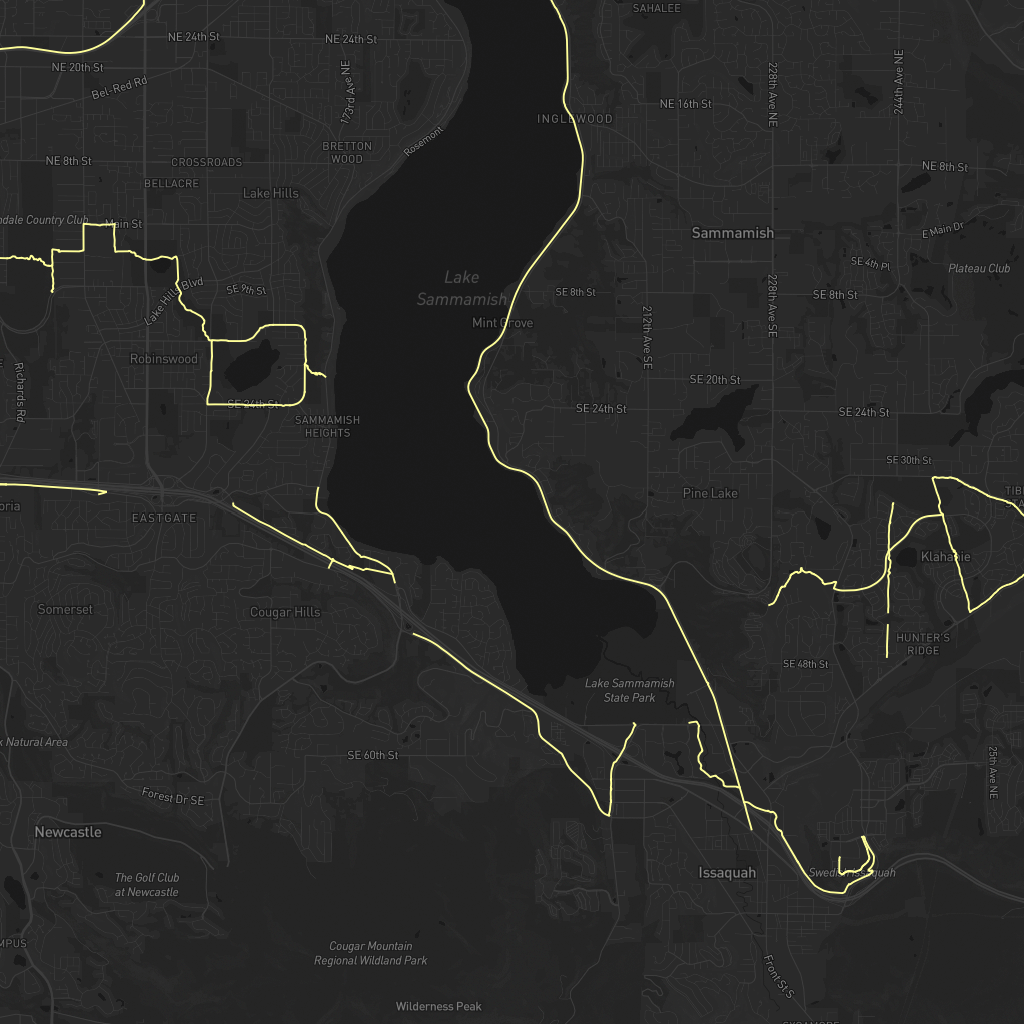 SAHALEE
NE 24th St
NE 24th St
NE 20th St
Bel-Red Rd
173rd Ave NE
228th Ave NE
244th Ave NE
NE 16th St
INGLEWOOD
Rosemont
BRETTON
WOOD
NE 8th St
CROSSROADS
NE 8th St
BELLACRE
Lake Hills
ndale Country Club
Main St
Sammamish
E Main Dr
SE 4th Pl
Plateau Club
Lake
Sammamish
Lake Hills Blvd
SE 9th St
SE 8th St
SE 8th St
228th Ave SE
Mint Grove
212th Ave SE
Robinswood
Richards Rd
SE 20th St
SE 24th St
SE 24th St
SE 24th St
SAMMAMISH
HEIGHTS
SE 30th St
Pine Lake
oria
EASTGATE
Klahanie
Somerset
Cougar Hills
HUNTER'S
RIDGE
SE 48th St
Lake Sammamish
State Park
k Natural Area
SE 60th St
25th Ave NE
Forest Dr SE
Newcastle
The Golf Club
at Newcastle
Issaquah
Swedish Issaquah
MPUS
Cougar Mountain
Regional Wildland Park
Front St S
Wilderness Peak